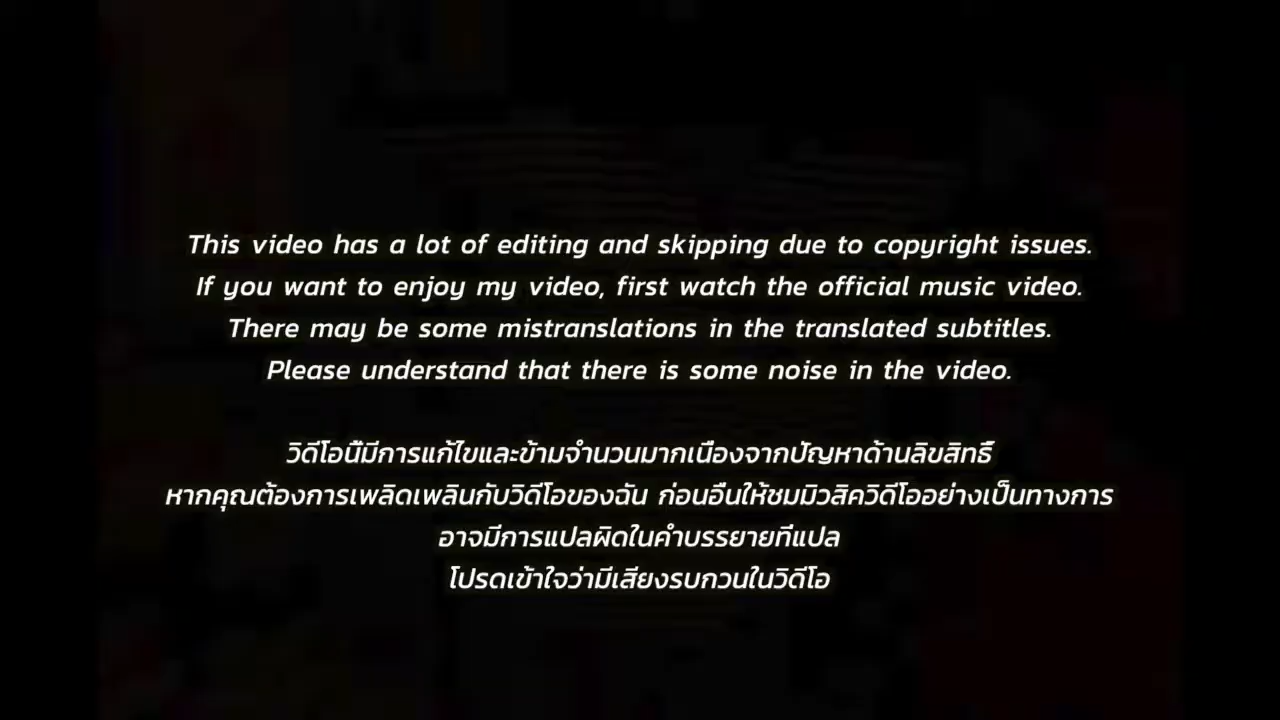 This video has a lot of editing and skipping due to copyright issues.
If you want to enjoy my video, first watch the official music video.
There may be some mistranslations in the translated subtitles.
Please understand that there is some noise in the video.
วิดีโอนี้มีการแก้ไขและข้ามจำนวนมากเนื่องจากปัญหาด้านลิขสิทธิ์
หากคุณต้องการเพลิดเพลินกับวิดีโอของฉัน ก่อนอื่นให้ชมมิวสิควิดีโออย่างเป็นทางการ
อาจมีการแปลผิดในคำบรรยายที่แปล
โปรดเข้าใจว่ามีเสียงรบกวนในวิดีโอ